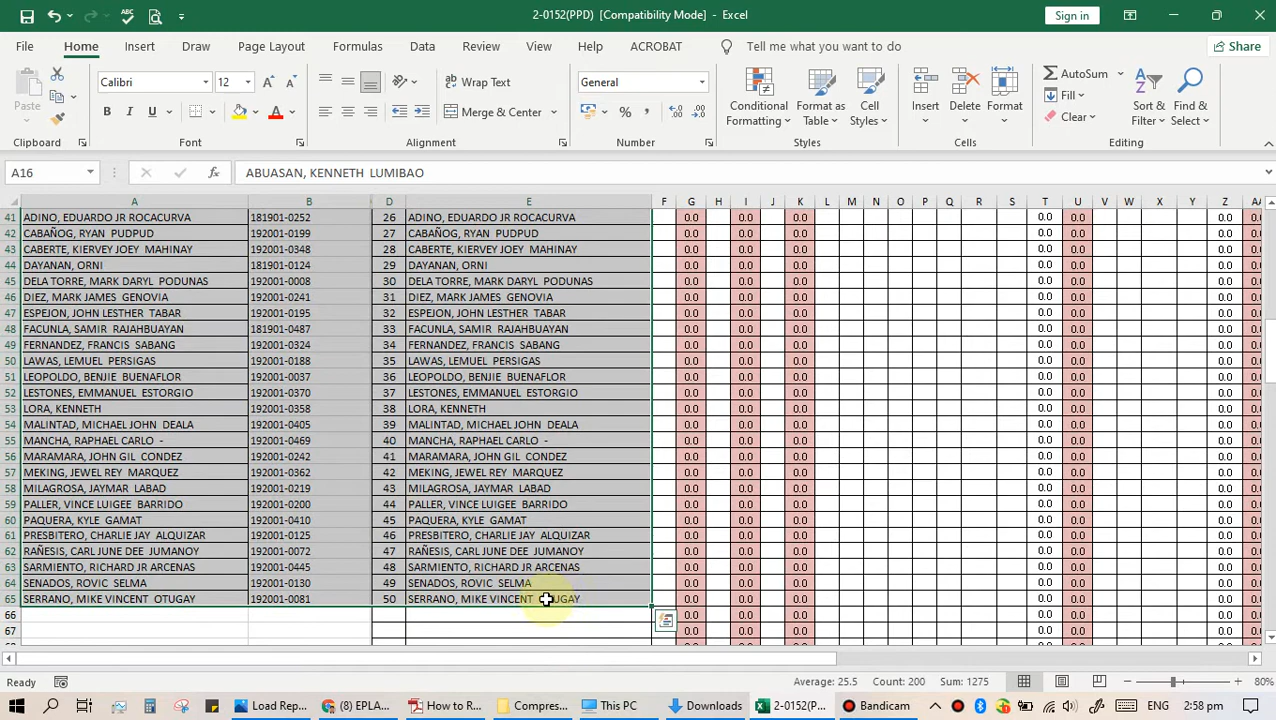 2-0152(PPD) [Compatibility Mode] - Excel
Sign in
File Home Insert Draw Page Layout Formulas Data Review View Help ACROBAT Tell me what you want to do Share
Paste
Calibri 12
B I U
Wrap Text
Merge & Center
General
Conditional Formatting
Format as Table
Cell Styles
Insert Delete Format
AutoSum
Fill
Clear
Sort & Filter
Find & Select
Clipboard Font Alignment Number Styles Cells Editing
A16 fx ABUASAN, KENNETH LUMIBAO
A B D E F G H I J K L M N O P Q R S T U V W X Y Z AA
41 ADINO, EDUARDO JR ROCACURVA 181901-0252 26 ADINO, EDUARDO JR ROCACURVA 0.0 0.0 0.0 0.0 0.0 0.0 0.0
42 CABAÑOG, RYAN PUDPUD 192001-0199 27 CABAÑOG, RYAN PUDPUD 0.0 0.0 0.0 0.0 0.0 0.0 0.0
43 CABERTE, KIERVEY JOEY MAHINAY 192001-0348 28 CABERTE, KIERVEY JOEY MAHINAY 0.0 0.0 0.0 0.0 0.0 0.0 0.0
44 DAYANAN, ORNI 181901-0124 29 DAYANAN, ORNI 0.0 0.0 0.0 0.0 0.0 0.0 0.0
45 DELA TORRE, MARK DARYL PODUNAS 192001-0008 30 DELA TORRE, MARK DARYL PODUNAS 0.0 0.0 0.0 0.0 0.0 0.0 0.0
46 DIEZ, MARK JAMES GENOVIA 192001-0241 31 DIEZ, MARK JAMES GENOVIA 0.0 0.0 0.0 0.0 0.0 0.0 0.0
47 ESPEJON, JOHN LESTHER TABAR 192001-0195 32 ESPEJON, JOHN LESTHER TABAR 0.0 0.0 0.0 0.0 0.0 0.0 0.0
48 FACUNLA, SAMIR RAJAHBUAYAN 181901-0487 33 FACUNLA, SAMIR RAJAHBUAYAN 0.0 0.0 0.0 0.0 0.0 0.0 0.0
49 FERNANDEZ, FRANCIS SABANG 192001-0324 34 FERNANDEZ, FRANCIS SABANG 0.0 0.0 0.0 0.0 0.0 0.0 0.0
50 LAWAS, LEMUEL PERSIGAS 192001-0188 35 LAWAS, LEMUEL PERSIGAS 0.0 0.0 0.0 0.0 0.0 0.0 0.0
51 LEOPOLDO, BENJIE BUENAFLOR 192001-0037 36 LEOPOLDO, BENJIE BUENAFLOR 0.0 0.0 0.0 0.0 0.0 0.0 0.0
52 LESTONES, EMMANUEL ESTORGIO 192001-0370 37 LESTONES, EMMANUEL ESTORGIO 0.0 0.0 0.0 0.0 0.0 0.0 0.0
53 LORA, KENNETH 192001-0358 38 LORA, KENNETH 0.0 0.0 0.0 0.0 0.0 0.0 0.0
54 MALINTAD, MICHAEL JOHN DEALA 192001-0405 39 MALINTAD, MICHAEL JOHN DEALA 0.0 0.0 0.0 0.0 0.0 0.0 0.0
55 MANCHA, RAPHAEL CARLO - 192001-0469 40 MANCHA, RAPHAEL CARLO - 0.0 0.0 0.0 0.0 0.0 0.0 0.0
56 MARAMARA, JOHN GIL CONDEZ 192001-0242 41 MARAMARA, JOHN GIL CONDEZ 0.0 0.0 0.0 0.0 0.0 0.0 0.0
57 MEKING, JEWEL REY MARQUEZ 192001-0362 42 MEKING, JEWEL REY MARQUEZ 0.0 0.0 0.0 0.0 0.0 0.0 0.0
58 MILAGROSA, JAYMAR LABAD 192001-0219 43 MILAGROSA, JAYMAR LABAD 0.0 0.0 0.0 0.0 0.0 0.0 0.0
59 PALLER, VINCE LUIGEE BARRIDO 192001-0200 44 PALLER, VINCE LUIGEE BARRIDO 0.0 0.0 0.0 0.0 0.0 0.0 0.0
60 PAQUERA, KYLE GAMAT 192001-0410 45 PAQUERA, KYLE GAMAT 0.0 0.0 0.0 0.0 0.0 0.0 0.0
61 PRESBITERO, CHARLIE JAY ALQUIZAR 192001-0125 46 PRESBITERO, CHARLIE JAY ALQUIZAR 0.0 0.0 0.0 0.0 0.0 0.0 0.0
62 RAÑESIS, CARL JUNE DEE JUMANOY 192001-0072 47 RAÑESIS, CARL JUNE DEE JUMANOY 0.0 0.0 0.0 0.0 0.0 0.0 0.0
63 SARMIENTO, RICHARD JR ARCENAS 192001-0445 48 SARMIENTO, RICHARD JR ARCENAS 0.0 0.0 0.0 0.0 0.0 0.0 0.0
64 SENADOS, ROVIC SELMA 192001-0130 49 SENADOS, ROVIC SELMA 0.0 0.0 0.0 0.0 0.0 0.0 0.0
65 SERRANO, MIKE VINCENT OTUGAY 192001-0081 50 SERRANO, MIKE VINCENT OTUGAY 0.0 0.0 0.0 0.0 0.0 0.0 0.0
66 0.0 0.0 0.0 0.0 0.0 0.0 0.0
67 0.0 0.0 0.0 0.0 0.0 0.0 0.0
Ready Average: 25.5 Count: 200 Sum: 1275 80%
Load Rep... (8) EPLA... How to R... Compres... This PC Downloads 2-0152(PP... Bandicam ENG 2:58 pm